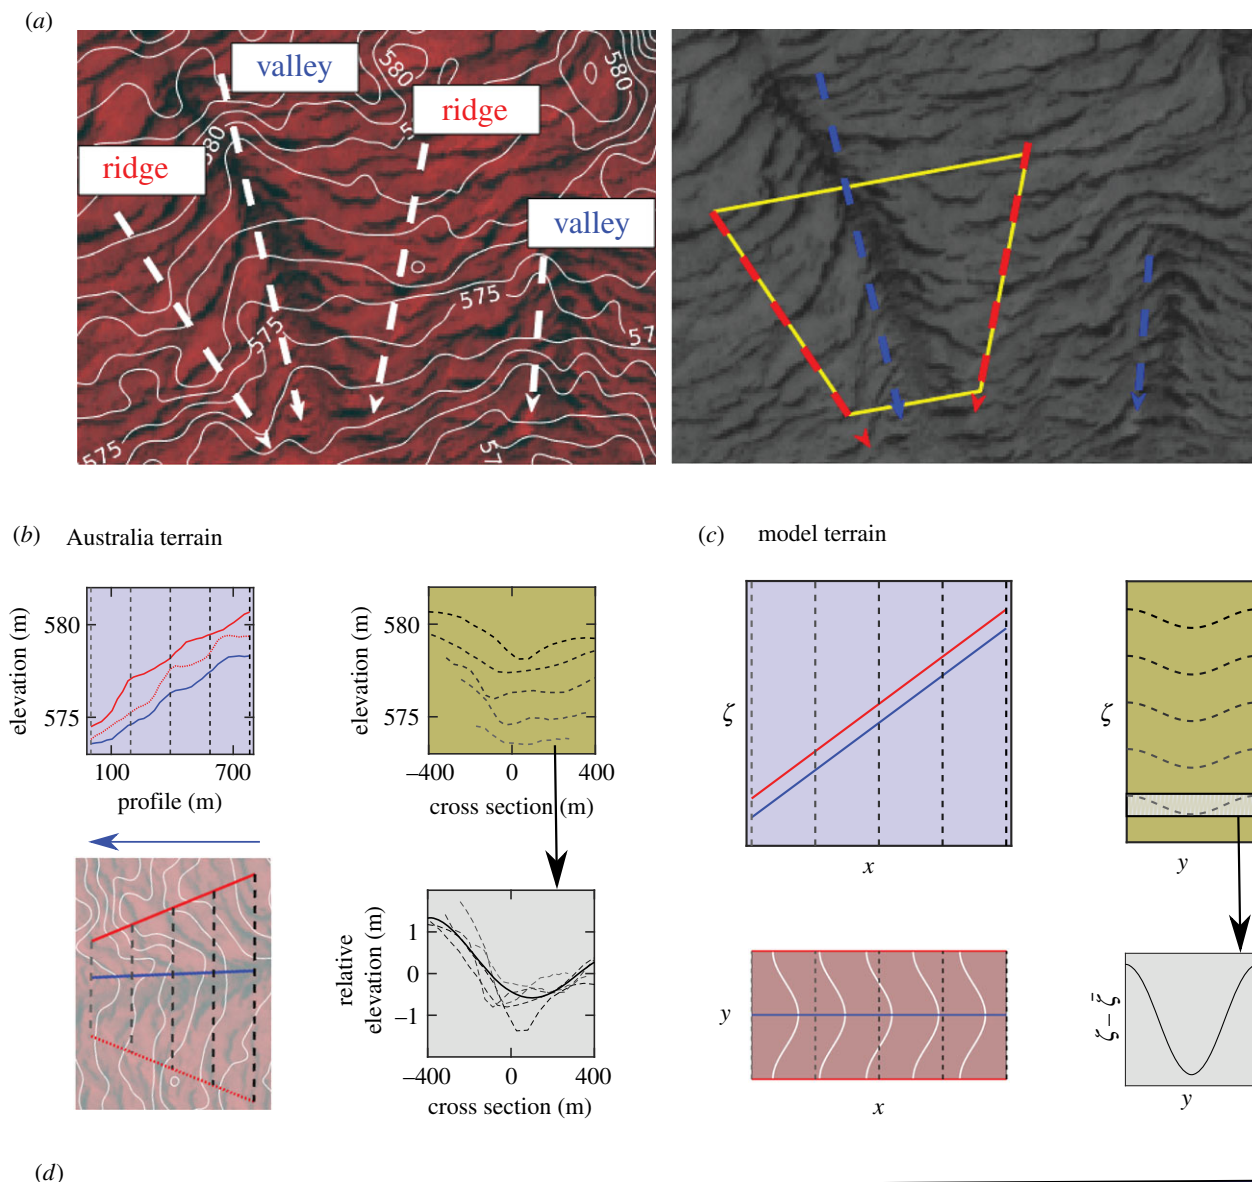 (a)
valley
ridge
ridge
valley
580
580
580
575
575
575
575
57
(b) Australia terrain
(c) model terrain
elevation (m)
580
575
100 700
profile (m)
elevation (m)
580
575
–400 0 400
cross section (m)
relative
elevation (m)
1
0
–1
–400 0 400
cross section (m)
ζ
x
ζ
y
y
x
ζ – ζ̄
y
(d)